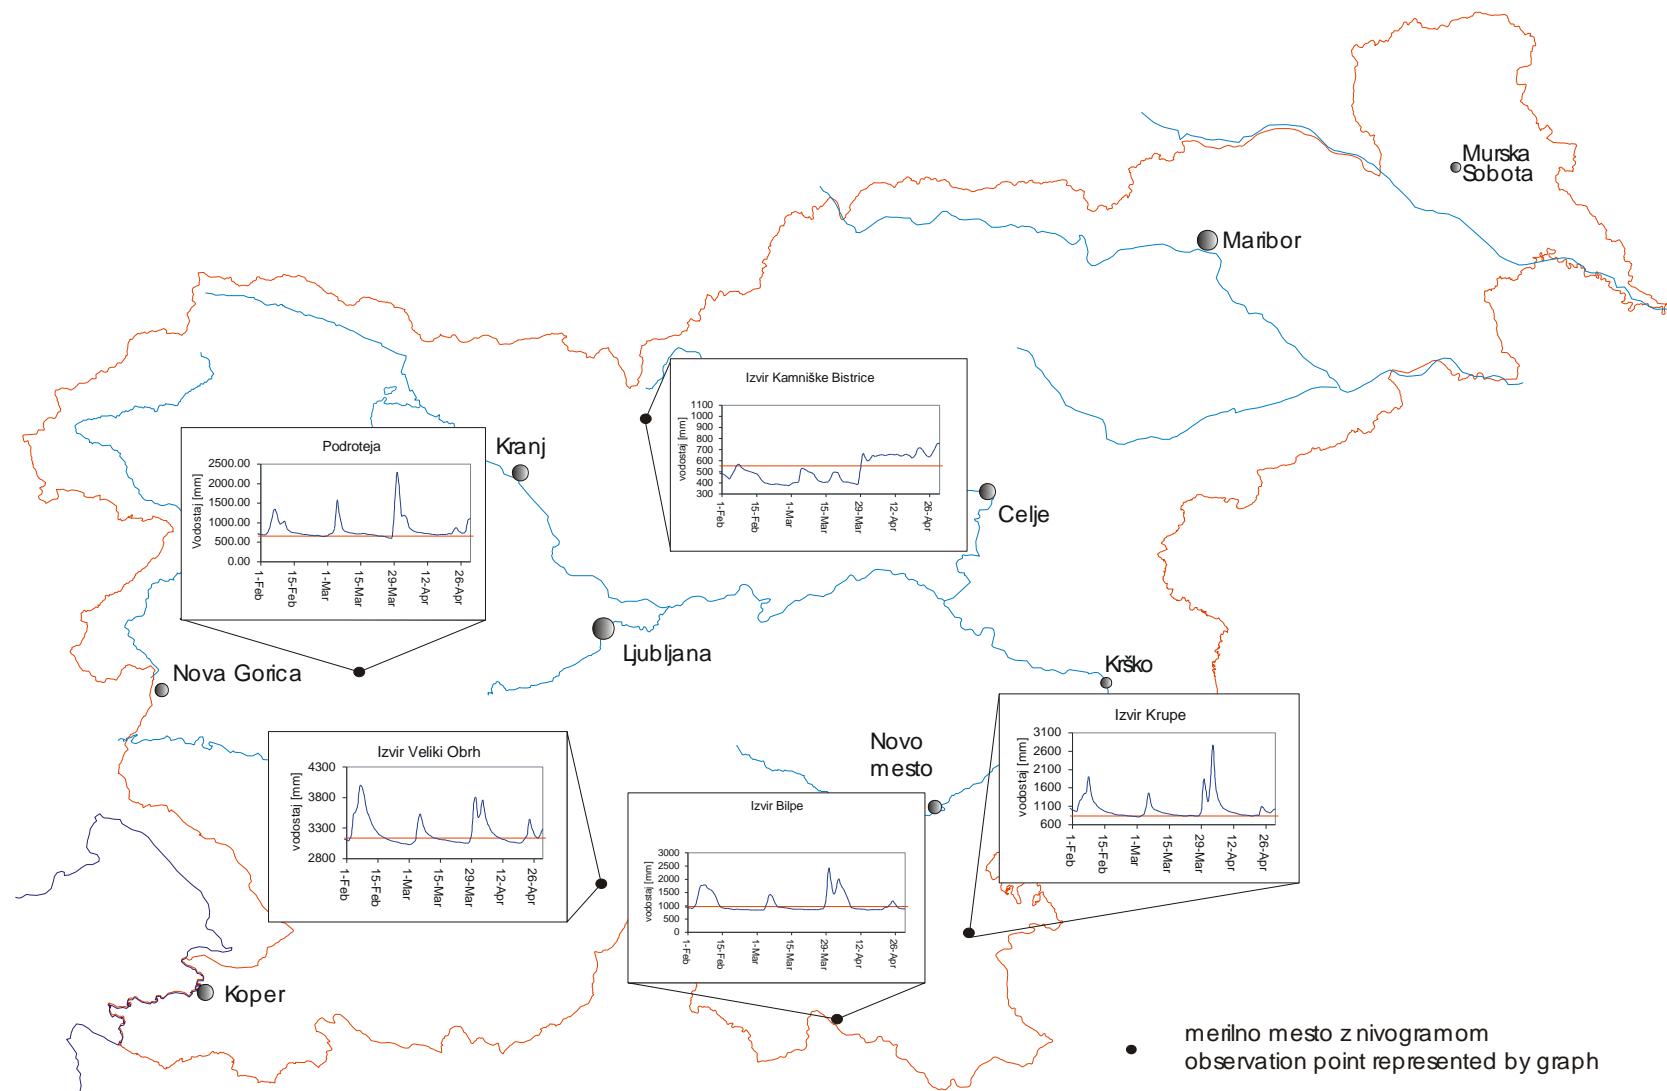 Murska
Sobota
Maribor
Izvir Kamniške Bistrice
vodostaj [mm]
1100
1000
900
800
700
600
500
400
300
1-Feb
15-Feb
1-Mar
15-Mar
29-Mar
12-Apr
26-Apr
Podroteja
Vodostaj [mm]
2500.00
2000.00
1500.00
1000.00
500.00
0.00
1-Feb
15-Feb
1-Mar
15-Mar
29-Mar
12-Apr
26-Apr
Kranj
Celje
Ljubljana
Nova Gorica
Krško
Izvir Krupe
vodostaj [mm]
3100
2600
2100
1600
1100
600
1-Feb
15-Feb
1-Mar
15-Mar
29-Mar
12-Apr
26-Apr
Izvir Veliki Obrh
vodostaj [mm]
4300
3800
3300
2800
1-Feb
15-Feb
1-Mar
15-Mar
29-Mar
12-Apr
26-Apr
Novo
mesto
Izvir Bilpe
vodostaj [mm]
3000
2500
2000
1500
1000
500
0
1-Feb
15-Feb
1-Mar
15-Mar
29-Mar
12-Apr
26-Apr
Koper
merilno mesto z nivogramom
observation point represented by graph